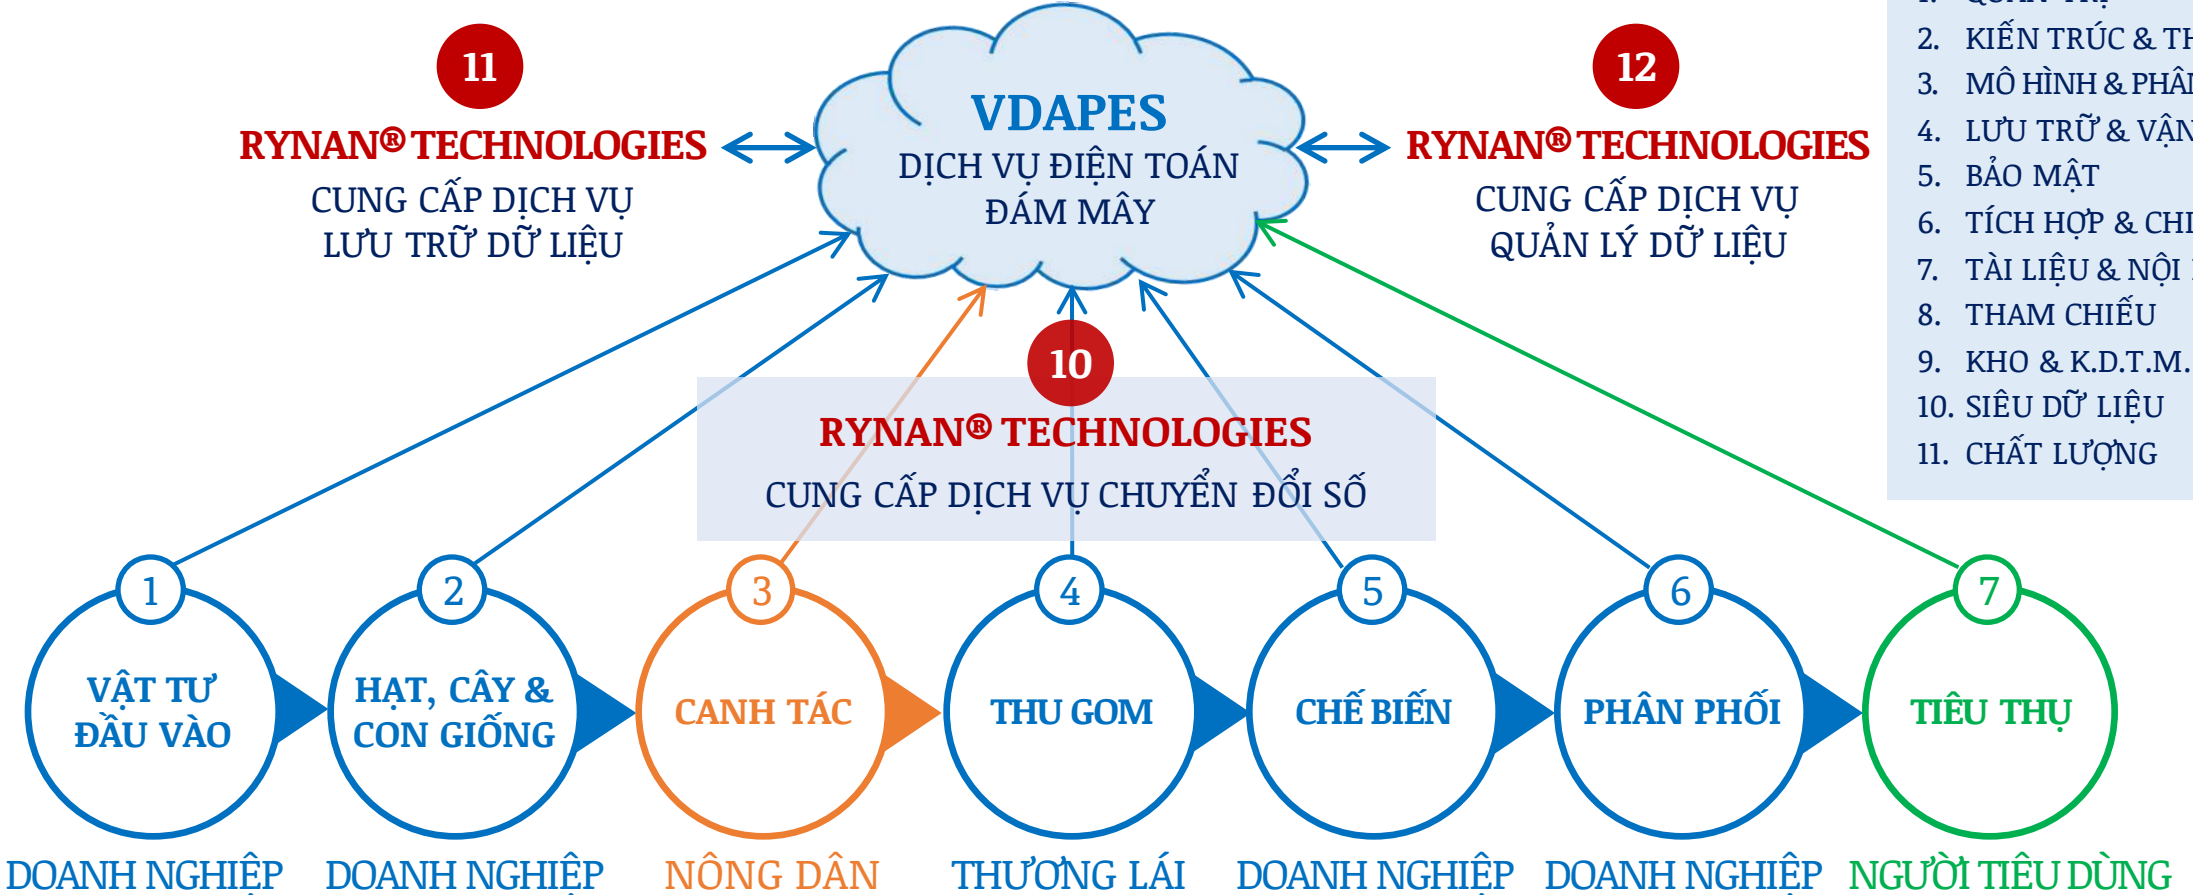 11
RYNAN® TECHNOLOGIES
CUNG CẤP DỊCH VỤ
LƯU TRỮ DỮ LIỆU
VDAPES
DỊCH VỤ ĐIỆN TOÁN
ĐÁM MÂY
12
RYNAN® TECHNOLOGIES
CUNG CẤP DỊCH VỤ
QUẢN LÝ DỮ LIỆU
2. KIẾN TRÚC &
3. MÔ HÌNH &
4. LƯU TRỮ & VẬN
5. BẢO MẬT
6. TÍCH HỢP &
7. TÀI LIỆU & NỘI
8. THAM CHIẾU
9. KHO & K.D.T.M.
10. SIÊU DỮ LIỆU
11. CHẤT LƯỢNG
10
RYNAN® TECHNOLOGIES
CUNG CẤP DỊCH VỤ CHUYỂN ĐỔI SỐ
1
VẬT TƯ
ĐẦU VÀO
DOANH NGHIỆP
2
HẠT, CÂY &
CON GIỐNG
DOANH NGHIỆP
3
CANH TÁC
NÔNG DÂN
4
THU GOM
THƯƠNG LÁI
5
CHẾ BIẾN
DOANH NGHIỆP
6
PHÂN PHỐI
DOANH NGHIỆP
7
TIÊU THỤ
NGƯỜI TIÊU DÙNG